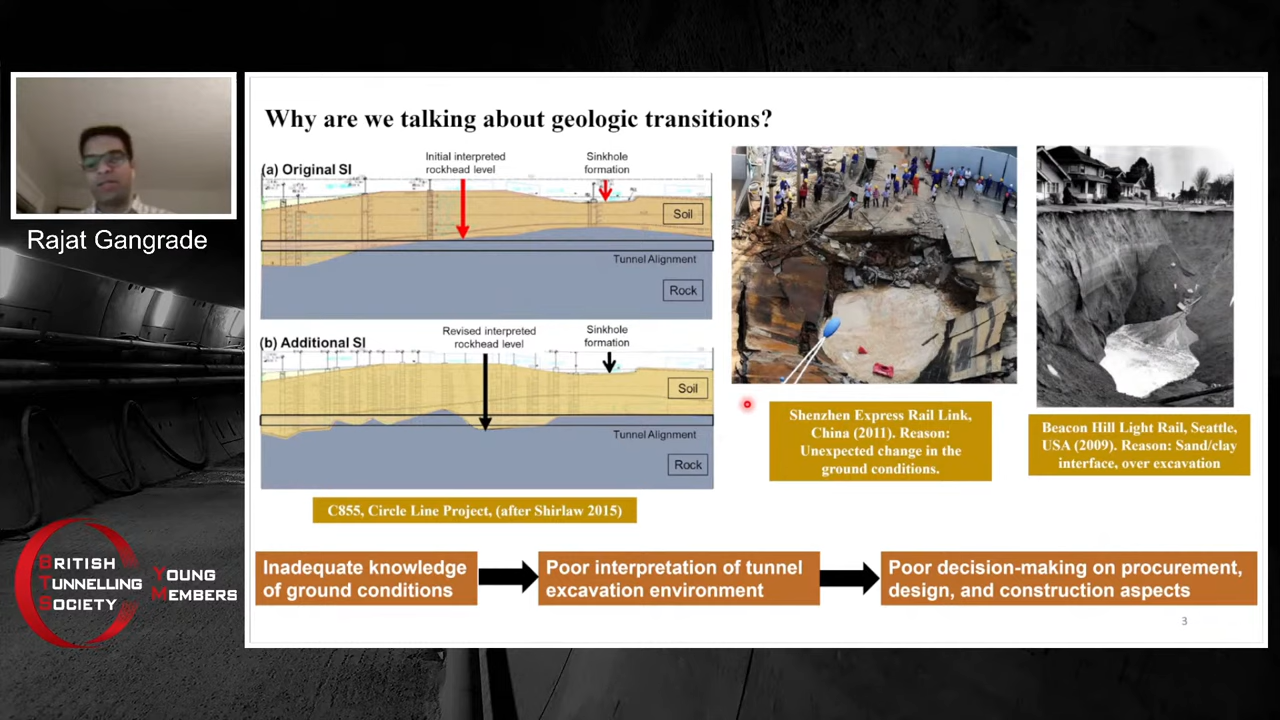 Why are we talking about geologic transitions?
(a) Original SI
Initial interpreted
rockhead level
Sinkhole
formation
Soil
Tunnel Alignment
Rock
(b) Additional SI
Revised interpreted
rockhead level
Sinkhole
formation
Soil
Tunnel Alignment
Rock
C855, Circle Line Project, (after Shirlaw 2015)
Shenzhen Express Rail Link,
China (2011). Reason:
Unexpected change in the
ground conditions.
Beacon Hill Light Rail, Seattle,
USA (2009). Reason: Sand/clay
interface, over excavation
Inadequate knowledge
of ground conditions
Poor interpretation of tunnel
excavation environment
Poor decision-making on procurement,
design, and construction aspects
3
Rajat Gangrade
BRITISH
TUNNELLING
SOCIETY
YOUNG
MEMBERS